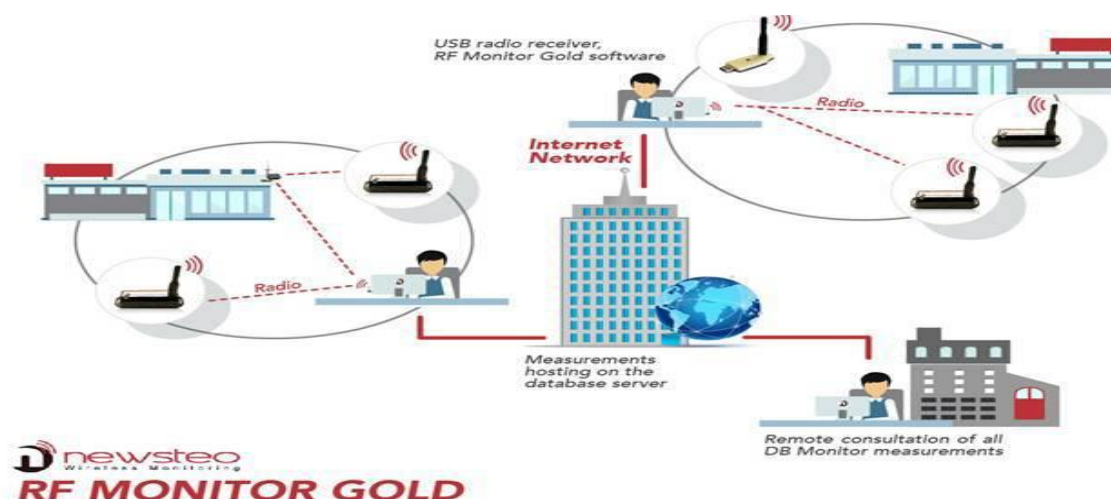 USB radio receiver,
RF Monitor Gold software
Radio
Internet
Network
Radio
Measurements
hosting on the
database server
Remote consultation of all
DB Monitor measurements
newsteo
Wireless Monitoring
RF MONITOR GOLD